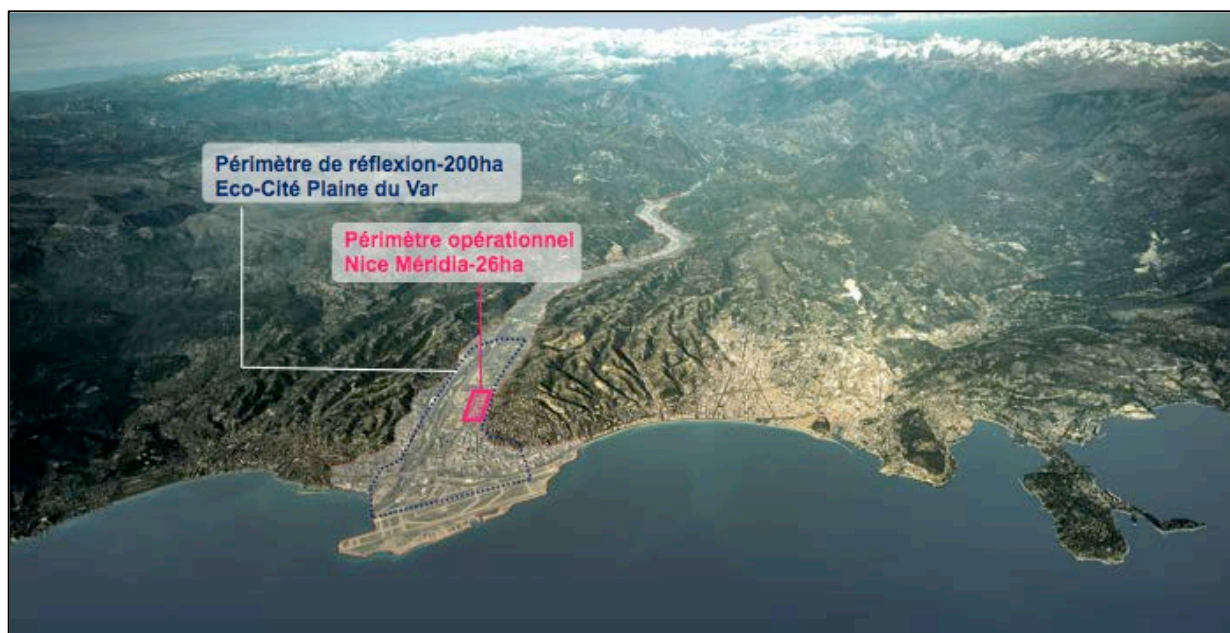 Périmètre de réflexion-200ha
Eco-Cité Plaine du Var
Périmètre opérationnel
Nice Méridia-26ha